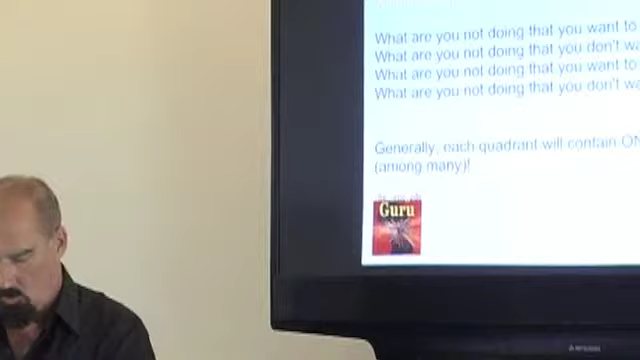 What are you not doing that you want to
What are you not doing that you don't wa
What are you not doing that you want to
What are you not doing that you don't wa
Generally, each quadrant will contain ON
(among many)!
Guru